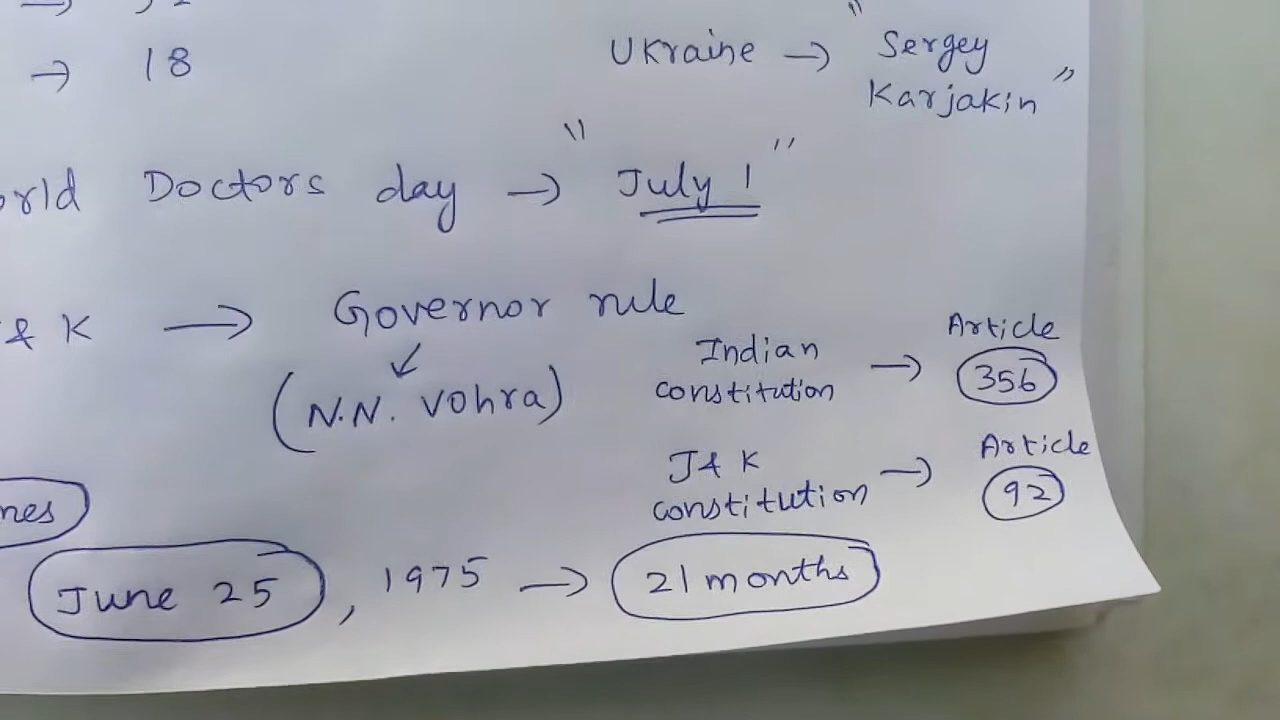 Ukraine → "Sergey
Karjakin"
→ 18
World Doctors day → "July 1"
& K → Governor rule
(N.N. Vohra)
Indian constitution → Article 356
J & K constitution → Article 92
nes
June 25, 1975 → 21 months